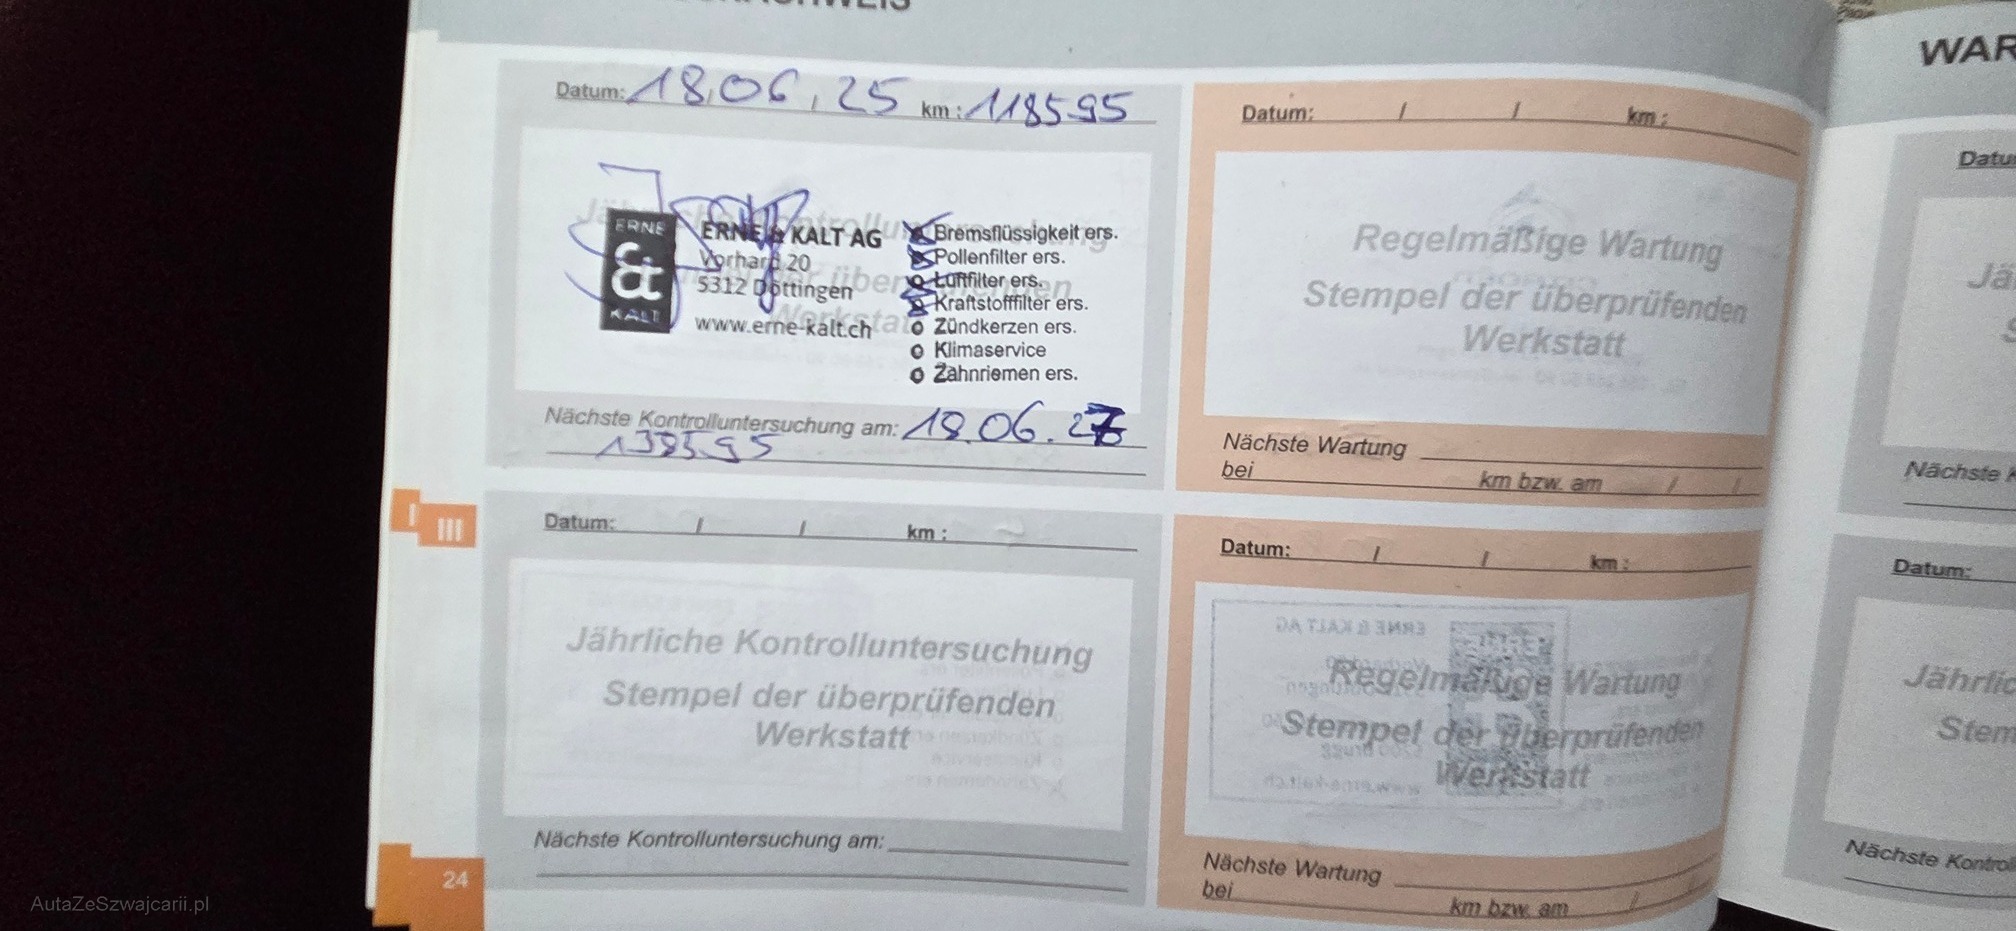 WAR
Datum: 18.06.25 km: 118595
ERNE & KALT
ERNE & KALT AG
Vorhard 20
5312 Döttingen
www.erne-kalt.ch
Bremsflüssigkeit ers.
Pollenfilter ers.
Luftfilter ers.
Kraftstofffilter ers.
Zündkerzen ers.
Klimaservice
Zahnriemen ers.
Nächste Kontrolluntersuchung am: 18.06.27
138595
Datum: / / km:
Regelmäßige Wartung
Stempel der überprüfenden
Werkstatt
Nächste Wartung
bei km bzw. am / /
I III
Datum: / / km:
Jährliche Kontrolluntersuchung
Stempel der überprüfenden
Werkstatt
Nächste Kontrolluntersuchung am:
24
Datum: / / km:
Regelmäßige Wartung
Stempel der überprüfenden
Werkstatt
Nächste Wartung
bei km bzw. am /
Datu
Jä
Nächste K
Datum:
Jährlic
Stem
Nächste Kontrol
AutaZeSzwajcarii.pl